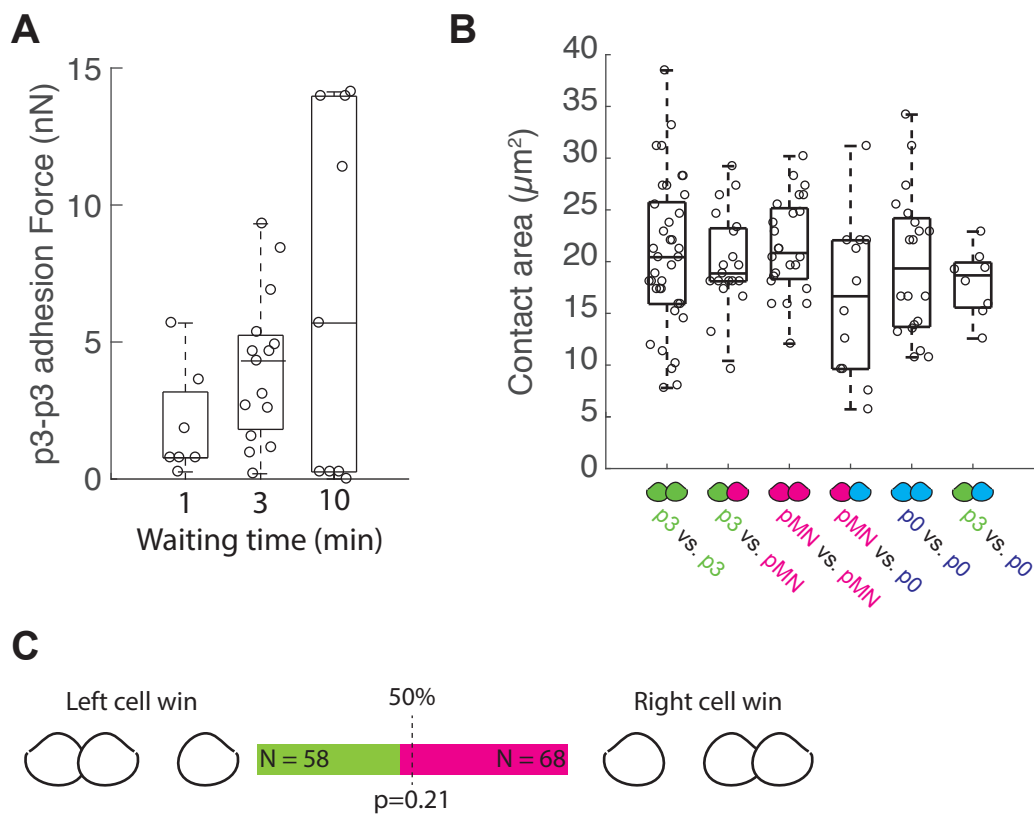 A
p3-p3 adhesion Force (nN)
15
10
5
0
1
3
10
Waiting time (min)
B
Contact area (µm²)
40
35
30
25
20
15
10
5
0
p3 vs. p3
p3 vs. pMN
pMN vs. pMN
pMN vs. p0
p0 vs. p0
p3 vs. p0
C
Left cell win
50%
Right cell win
N = 58
N = 68
p=0.21